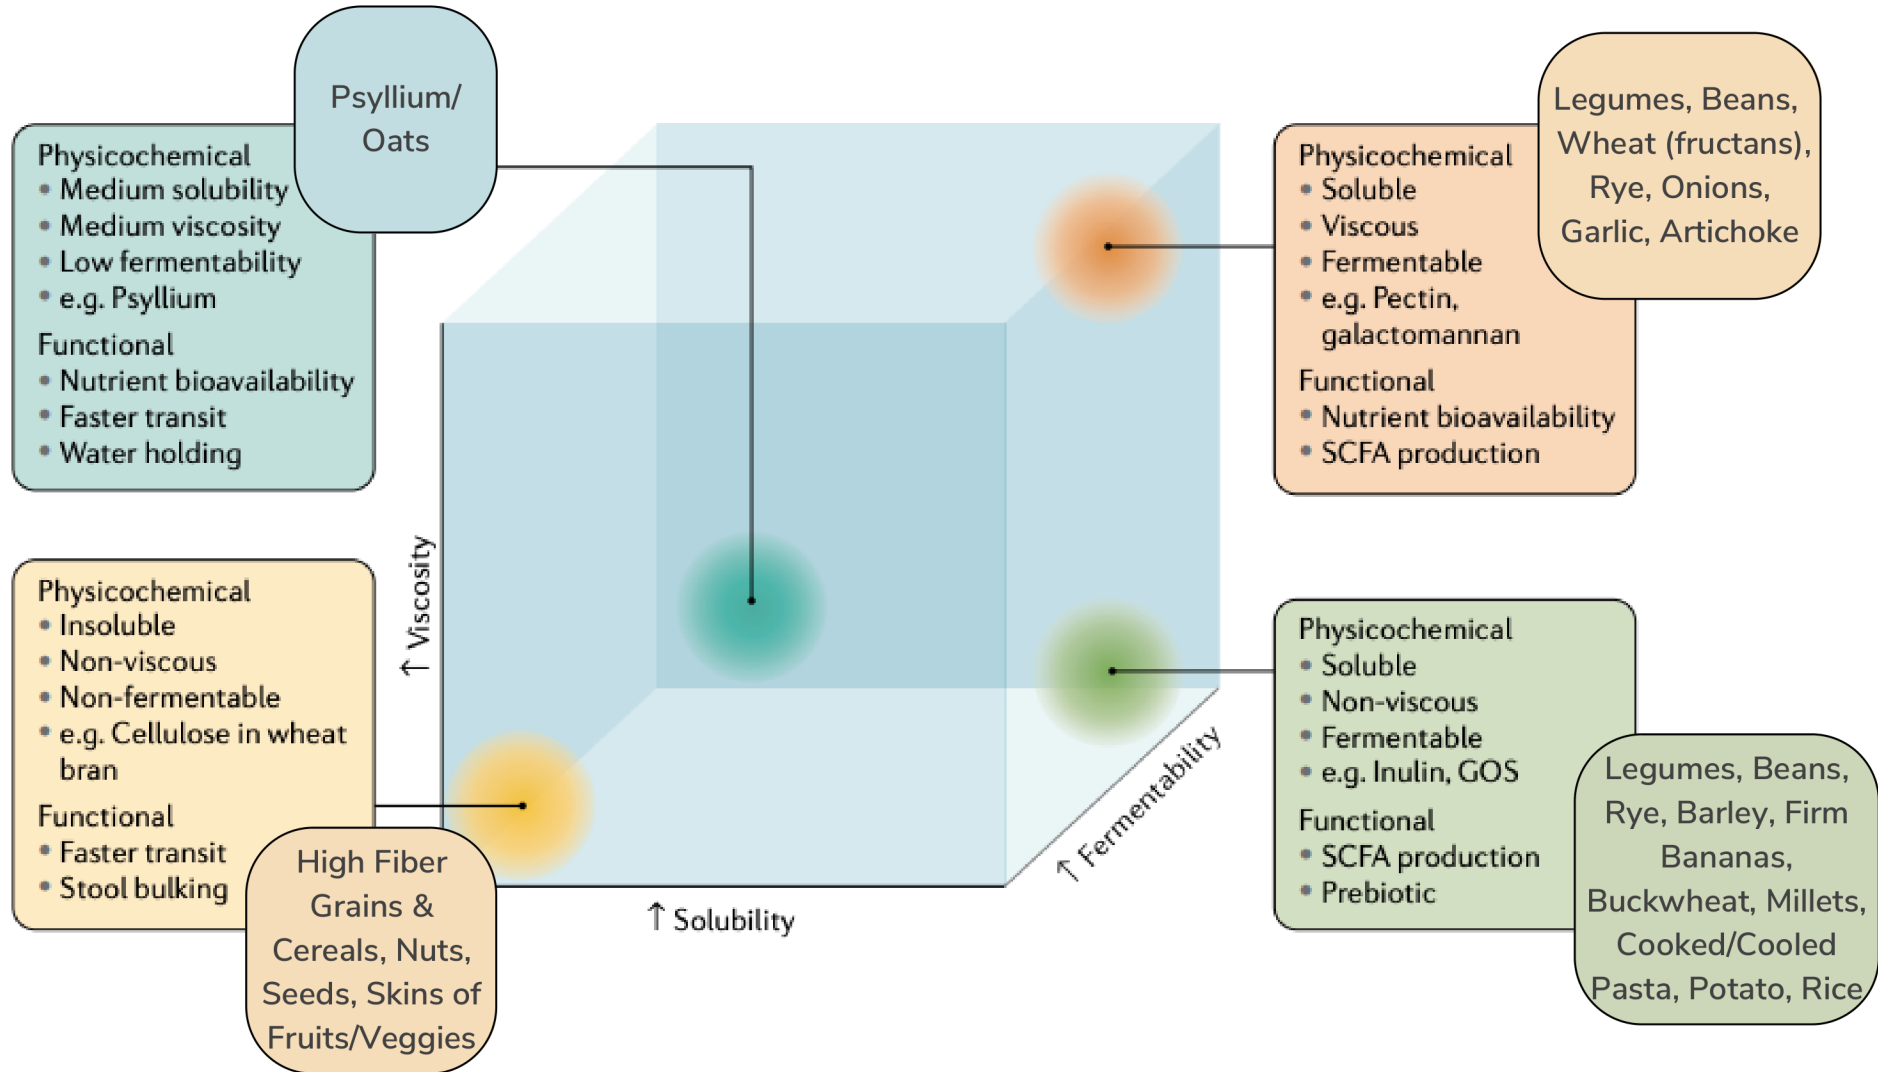 Psyllium/
Oats
Physicochemical
• Medium solubility
• Medium viscosity
• Low fermentability
• e.g. Psyllium
Functional
• Nutrient bioavailability
• Faster transit
• Water holding
Legumes, Beans,
Wheat (fructans),
Rye, Onions,
Garlic, Artichoke
Physicochemical
• Soluble
• Viscous
• Fermentable
• e.g. Pectin,
galactomannan
Functional
• Nutrient bioavailability
• SCFA production
↑ Viscosity
Physicochemical
• Insoluble
• Non-viscous
• Non-fermentable
• e.g. Cellulose in wheat
bran
Functional
• Faster transit
• Stool bulking
High Fiber
Grains &
Cereals, Nuts,
Seeds, Skins of
Fruits/Veggies
↑ Solubility
↑ Fermentability
Physicochemical
• Soluble
• Non-viscous
• Fermentable
• e.g. Inulin, GOS
Functional
• SCFA production
• Prebiotic
Legumes, Beans,
Rye, Barley, Firm
Bananas,
Buckwheat, Millets,
Cooked/Cooled
Pasta, Potato, Rice